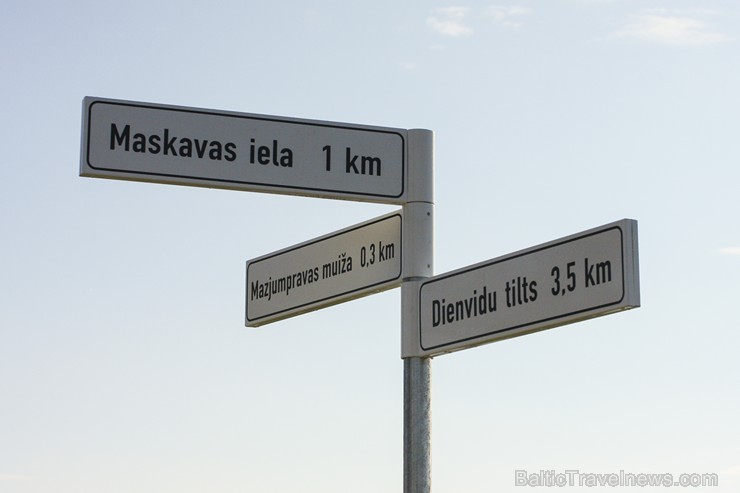 Maskavas iela 1 km
Mazjumpravas muiža 0,3 km
Dienvidu tilts 3,5 km
BalticTravelnews.com